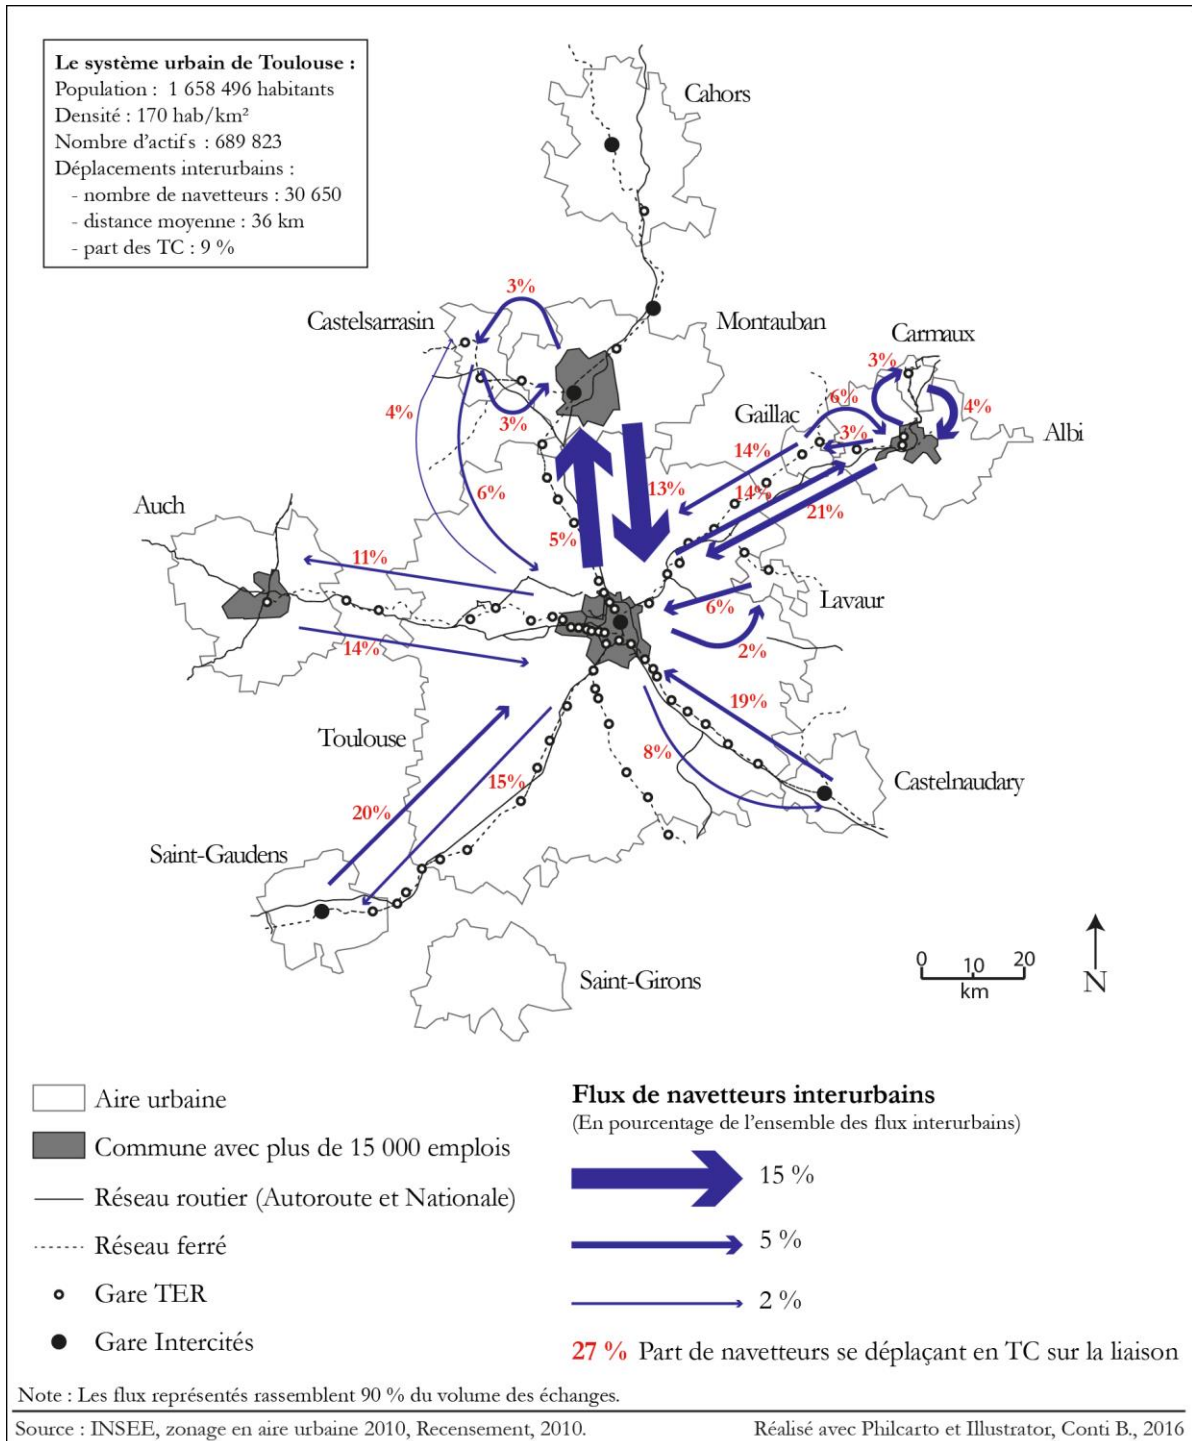 Le système urbain de Toulouse :
Population : 1 658 496 habitants
Densité : 170 hab/km²
Nombre d'actifs : 689 823
Déplacements interurbains :
- nombre de navetteurs : 30 650
- distance moyenne : 36 km
- part des TC : 9 %
Cahors
3%
Castelsarrasin
Montauban
Carmaux
3%
6%
4%
4%
3%
Gaillac
3%
Albi
14%
6%
13%
14%
21%
Auch
5%
11%
Lavaur
6%
14%
2%
19%
Toulouse
8%
15%
Castelnaudary
20%
Saint-Gaudens
Saint-Girons
0 10 20
km
N
Aire urbaine
Commune avec plus de 15 000 emplois
Réseau routier (Autoroute et Nationale)
Réseau ferré
Gare TER
Gare Intercités
Flux de navetteurs interurbains
(En pourcentage de l'ensemble des flux interurbains)
15 %
5 %
2 %
27 % Part de navetteurs se déplaçant en TC sur la liaison
Note : Les flux représentés rassemblent 90 % du volume des échanges.
Source : INSEE, zonage en aire urbaine 2010, Recensement, 2010.
Réalisé avec Philcarto et Illustrator, Conti B., 2016